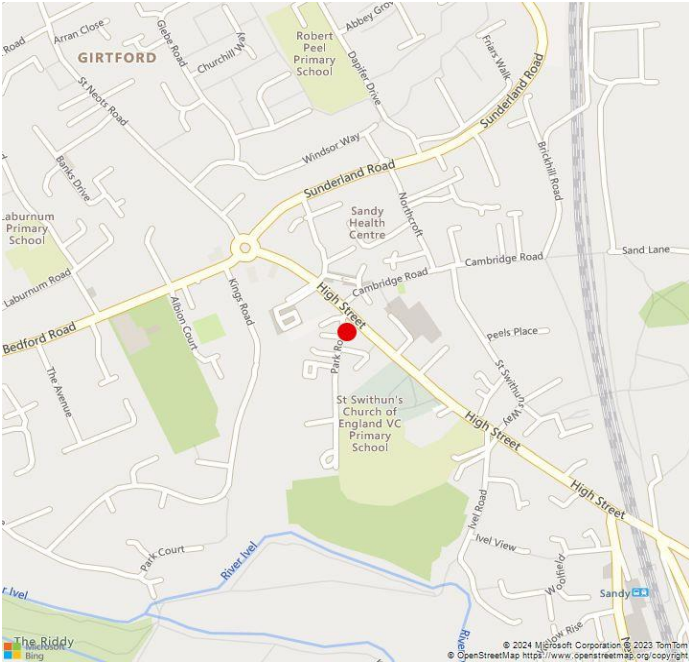 Arran Close
Road
Glebe Road
Abbey Gro
GIRTFORD
Churchill Way
Robert
Peel
Primary
School
Dapifer Drive
Friars Walk
St Neots Road
Sunderland Road
Windsor Way
Brickhill Road
Banks Drive
Sunderland Road
Northcroft
Laburnum
Primary
School
Sandy
Health
Centre
Sand Lane
Cambridge Road
Cambridge Road
Laburnum Road
Kings Road
High Street
Albion Court
Bedford Road
Peels Place
Park Ro
The Avenue
St Swithun's Way
St Swithun's
Church of
England VC
Primary
School
High Street
High Street
Ivel Road
Ivel View
Park Court
River Ivel
r Ivel
Woolfield
Sandy
River
The Riddy
Microsoft
Bing
low Rise
© 2024 Microsoft Corporation © 2023 TomTom
© OpenStreetMap https://www.openstreetmap.org/copyright